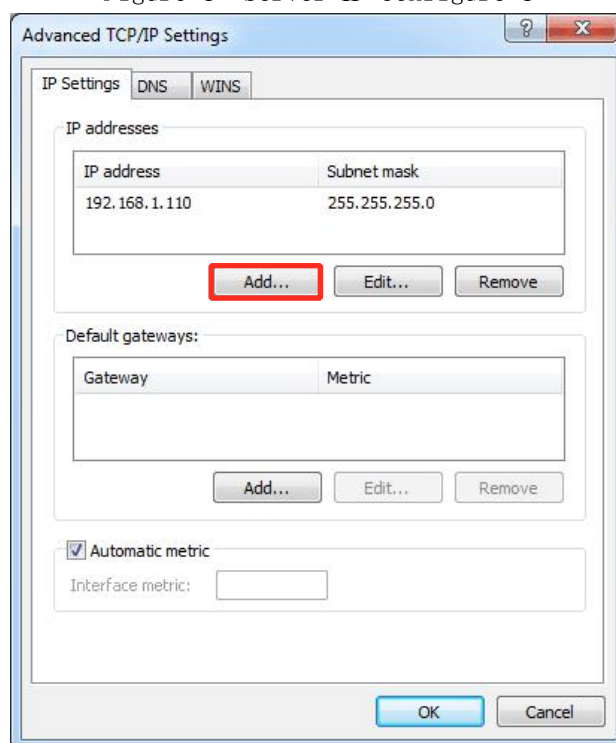 Advanced TCP/IP Settings
IP Settings DNS WINS
IP addresses
IP address Subnet mask
192.168.1.110 255.255.255.0
Add... Edit... Remove
Default gateways:
Gateway Metric
Add... Edit... Remove
Automatic metric
Interface metric:
OK Cancel